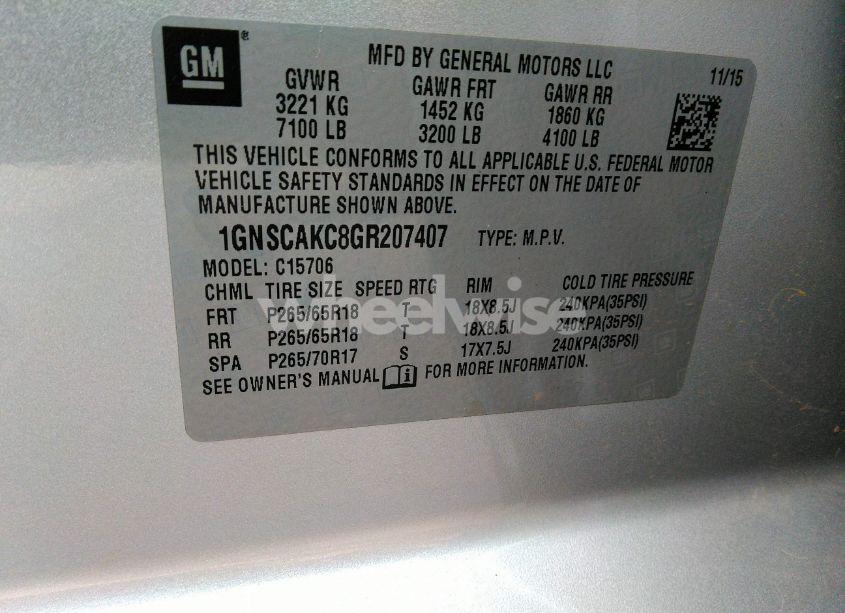 GM®
MFD BY GENERAL MOTORS LLC 11/15
GVWR GAWR FRT GAWR RR
3221 KG 1452 KG 1860 KG
7100 LB 3200 LB 4100 LB
THIS VEHICLE CONFORMS TO ALL APPLICABLE U.S. FEDERAL MOTOR
VEHICLE SAFETY STANDARDS IN EFFECT ON THE DATE OF
MANUFACTURE SHOWN ABOVE.
1GNSCAKC8GR207407 TYPE: M.P.V.
MODEL: C15706
CHML TIRE SIZE SPEED RTG RIM COLD TIRE PRESSURE
FRT P265/65R18 T 18X8.5J 240KPA(35PSI)
RR P265/65R18 T 18X8.5J 240KPA(35PSI)
SPA P265/70R17 S 17X7.5J 240KPA(35PSI)
SEE OWNER'S MANUAL i FOR MORE INFORMATION.
wheelwise